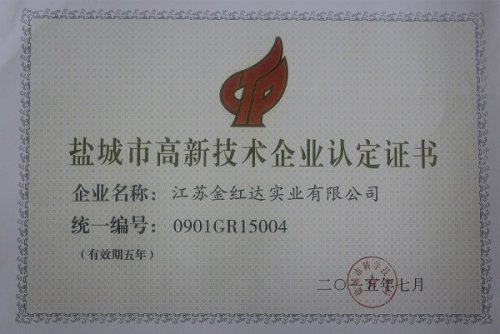 盐城市高新技术企业认定证书
企业名称：江苏金红达实业有限公司
统一编号：0901GR15004
（有效期五年）
二〇一五年七月